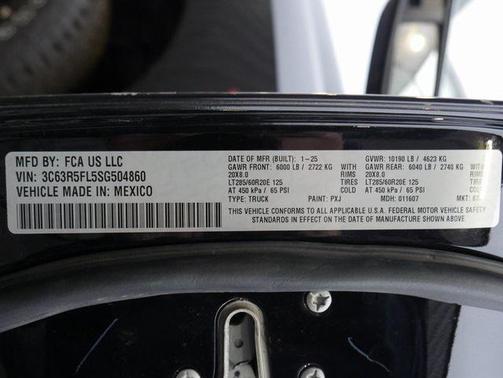 MFD BY: FCA US LLC
VIN: 3C63R5FL5SG504860
VEHICLE MADE IN: MEXICO
DATE OF MFR (BUILT): 1-25 GVWR: 10190 LB / 4623 KG
GAWR FRONT: 6000 LB / 2722 KG GAWR REAR: 6040 LB / 2740 KG
20X8.0 RIMS 20X8.0
LT285/60R20E 125 TIRES LT285/60R20E 125
AT 450 kPa / 65 PSI COLD AT 450 kPa / 65 PSI
TYPE: TRUCK PAINT: PXJ MDH: 011607 MKT:
THIS VEHICLE CONFORMS TO ALL APPLICABLE U.S.A. FEDERAL MOTOR VEHICLE SAFETY
STANDARDS IN EFFECT ON THE DATE OF MANUFACTURE SHOWN ABOVE.